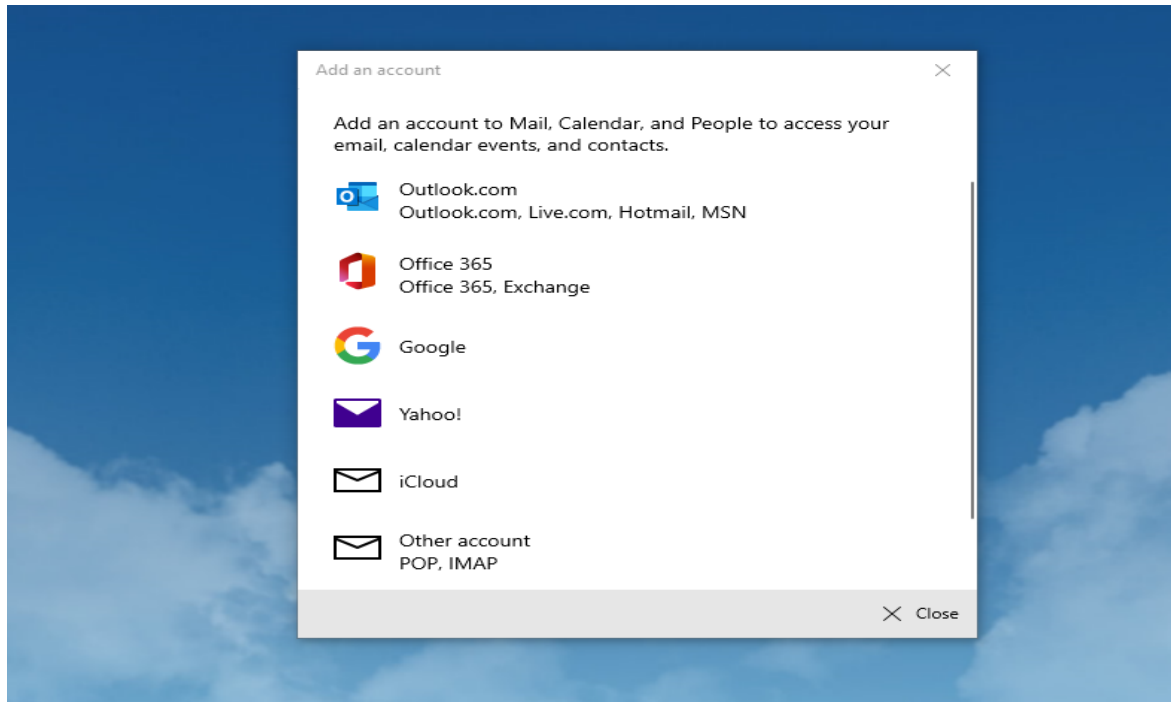 Add an account
Add an account to Mail, Calendar, and People to access your
email, calendar events, and contacts.
Outlook.com
Outlook.com, Live.com, Hotmail, MSN
Office 365
Office 365, Exchange
Google
Yahoo!
iCloud
Other account
POP, IMAP
Close